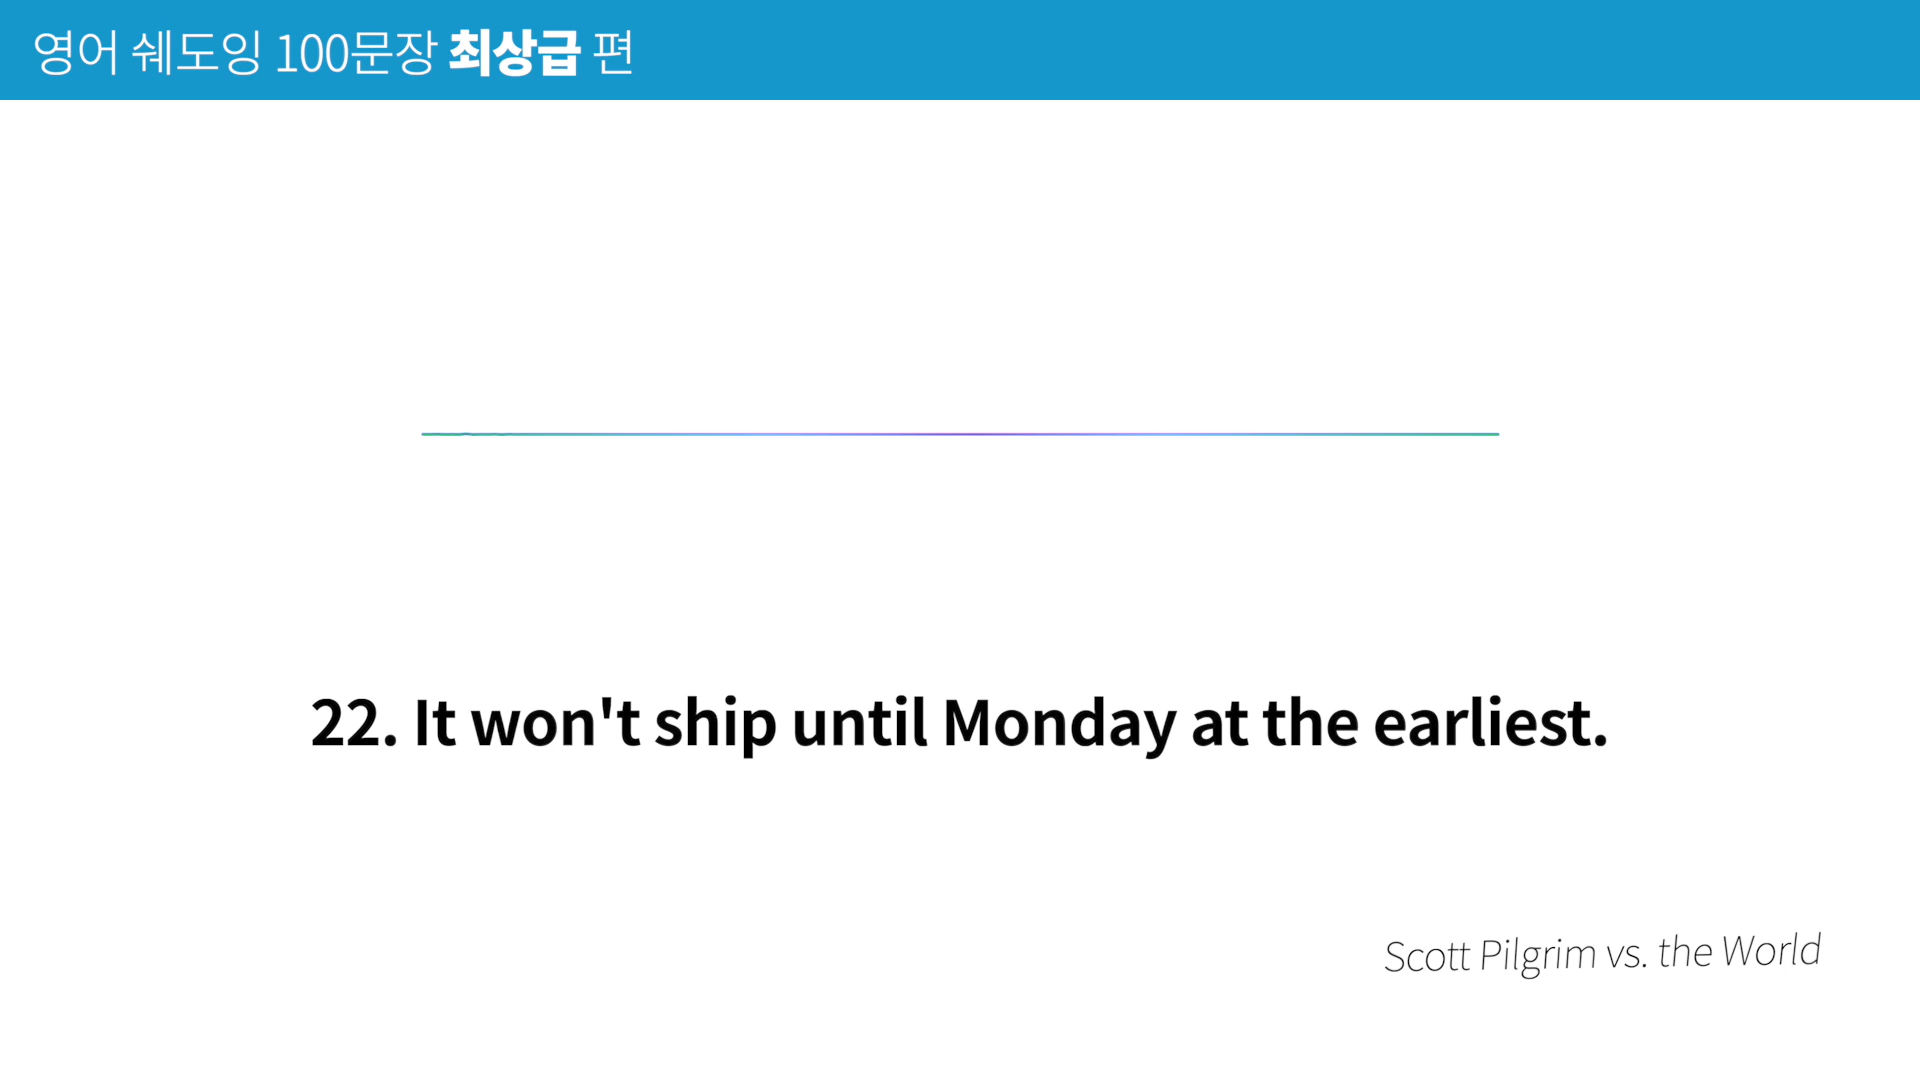 영어 쉐도잉 100문장 최상급 편
22. It won't ship until Monday at the earliest.
Scott Pilgrim vs. the World